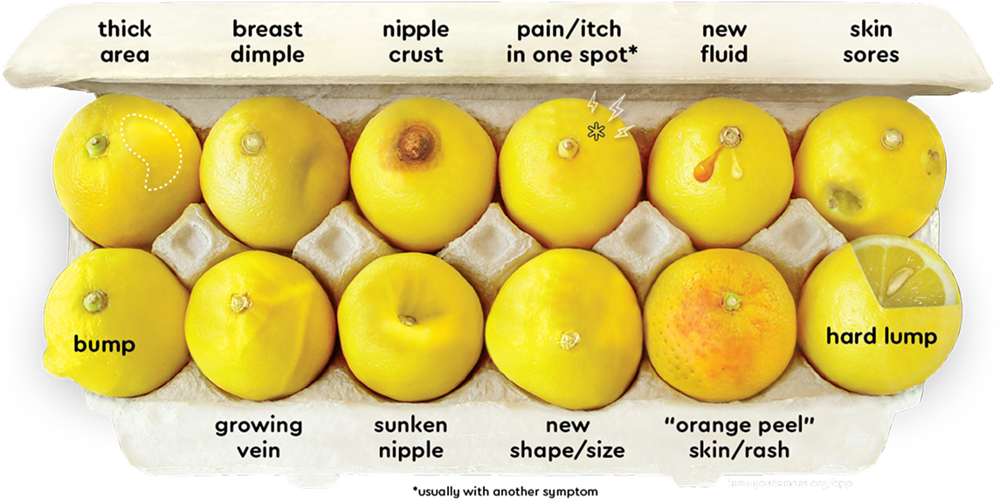 thick
area
breast
dimple
nipple
crust
pain/itch
in one spot*
new
fluid
skin
sores
bump
hard lump
growing
vein
sunken
nipple
new
shape/size
“orange peel”
skin/rash
*usually with another symptom